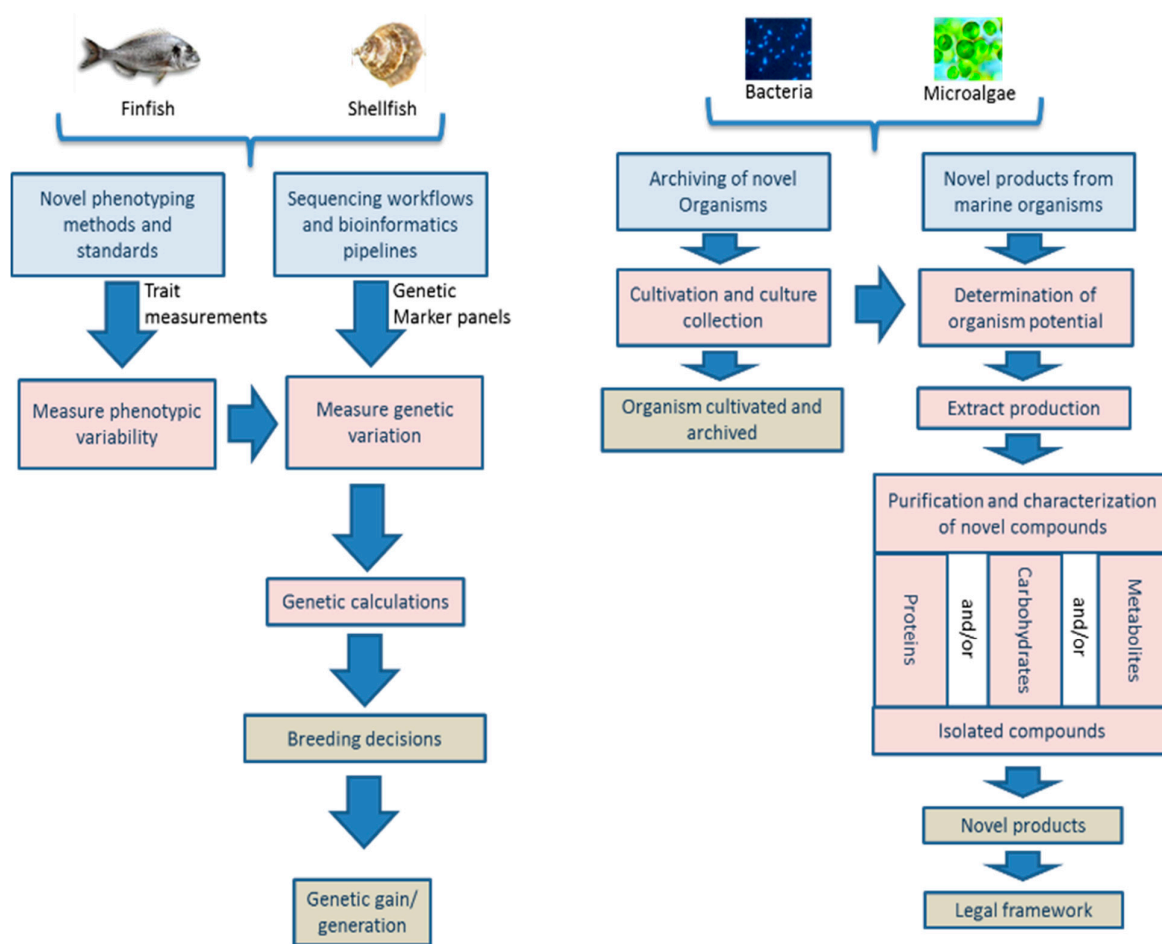 Finfish
Shellfish
Novel phenotyping
methods and
standards
Sequencing workflows
and bioinformatics
pipelines
Trait
measurements
Genetic
Marker panels
Measure phenotypic
variability
Measure genetic
variation
Genetic calculations
Breeding decisions
Genetic gain/
generation
Bacteria
Microalgae
Archiving of novel
Organisms
Novel products from
marine organisms
Cultivation and culture
collection
Determination of
organism potential
Organism cultivated and
archived
Extract production
Purification and characterization
of novel compounds
Proteins
and/or
Carbohydrates
and/or
Metabolites
Isolated compounds
Novel products
Legal framework